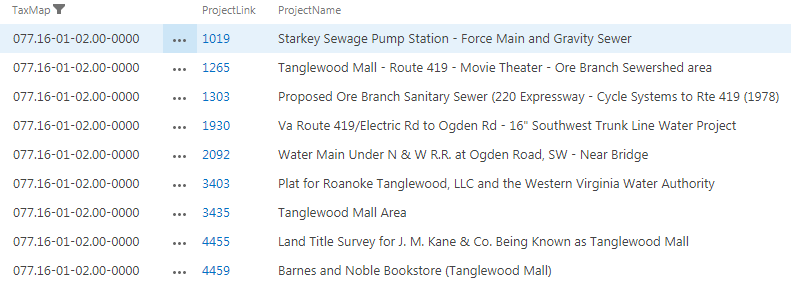 TaxMap ProjectLink ProjectName
077.16-01-02.00-0000 ... 1019 Starkey Sewage Pump Station - Force Main and Gravity Sewer
077.16-01-02.00-0000 ... 1265 Tanglewood Mall - Route 419 - Movie Theater - Ore Branch Sewershed area
077.16-01-02.00-0000 ... 1303 Proposed Ore Branch Sanitary Sewer (220 Expressway - Cycle Systems to Rte 419 (1978)
077.16-01-02.00-0000 ... 1930 Va Route 419/Electric Rd to Ogden Rd - 16" Southwest Trunk Line Water Project
077.16-01-02.00-0000 ... 2092 Water Main Under N & W R.R. at Ogden Road, SW - Near Bridge
077.16-01-02.00-0000 ... 3403 Plat for Roanoke Tanglewood, LLC and the Western Virginia Water Authority
077.16-01-02.00-0000 ... 3435 Tanglewood Mall Area
077.16-01-02.00-0000 ... 4455 Land Title Survey for J. M. Kane & Co. Being Known as Tanglewood Mall
077.16-01-02.00-0000 ... 4459 Barnes and Noble Bookstore (Tanglewood Mall)